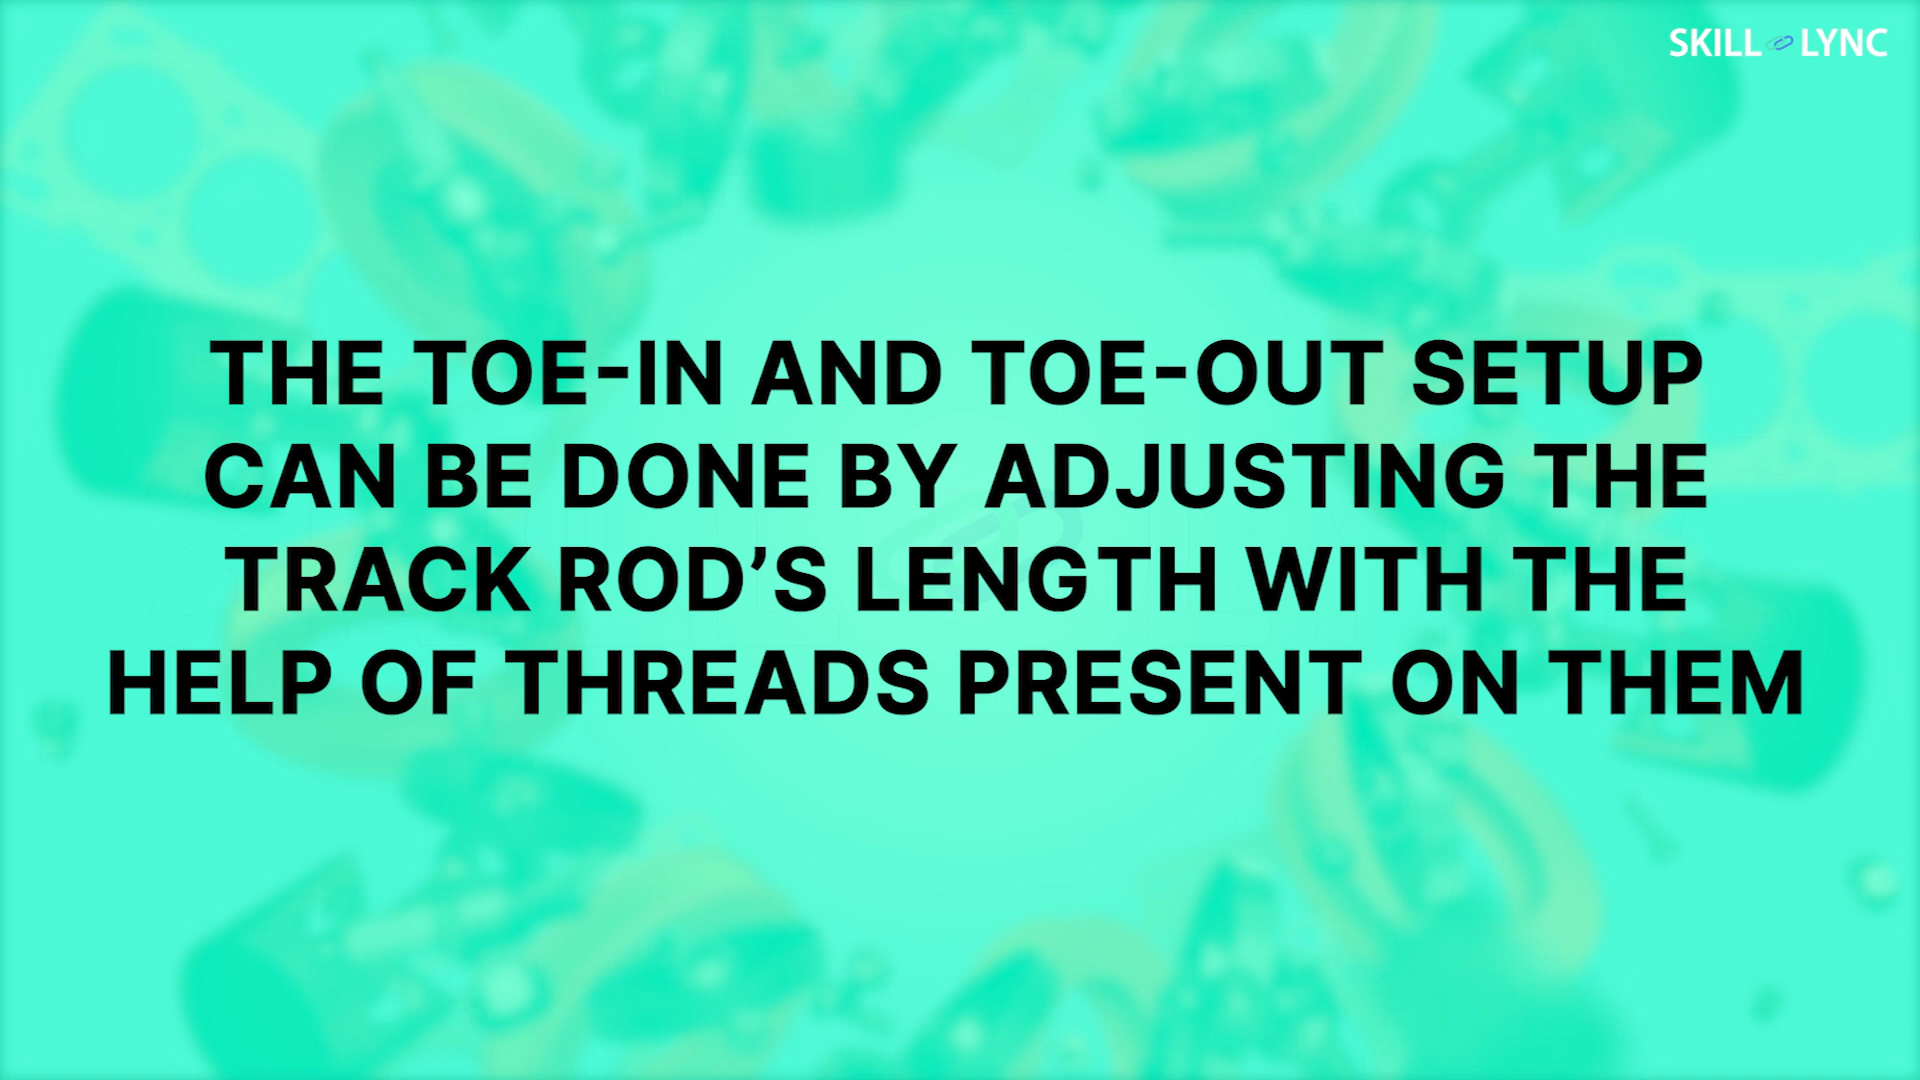 SKILL LYNC
THE TOE-IN AND TOE-OUT SETUP
CAN BE DONE BY ADJUSTING THE
TRACK ROD’S LENGTH WITH THE
HELP OF THREADS PRESENT ON THEM